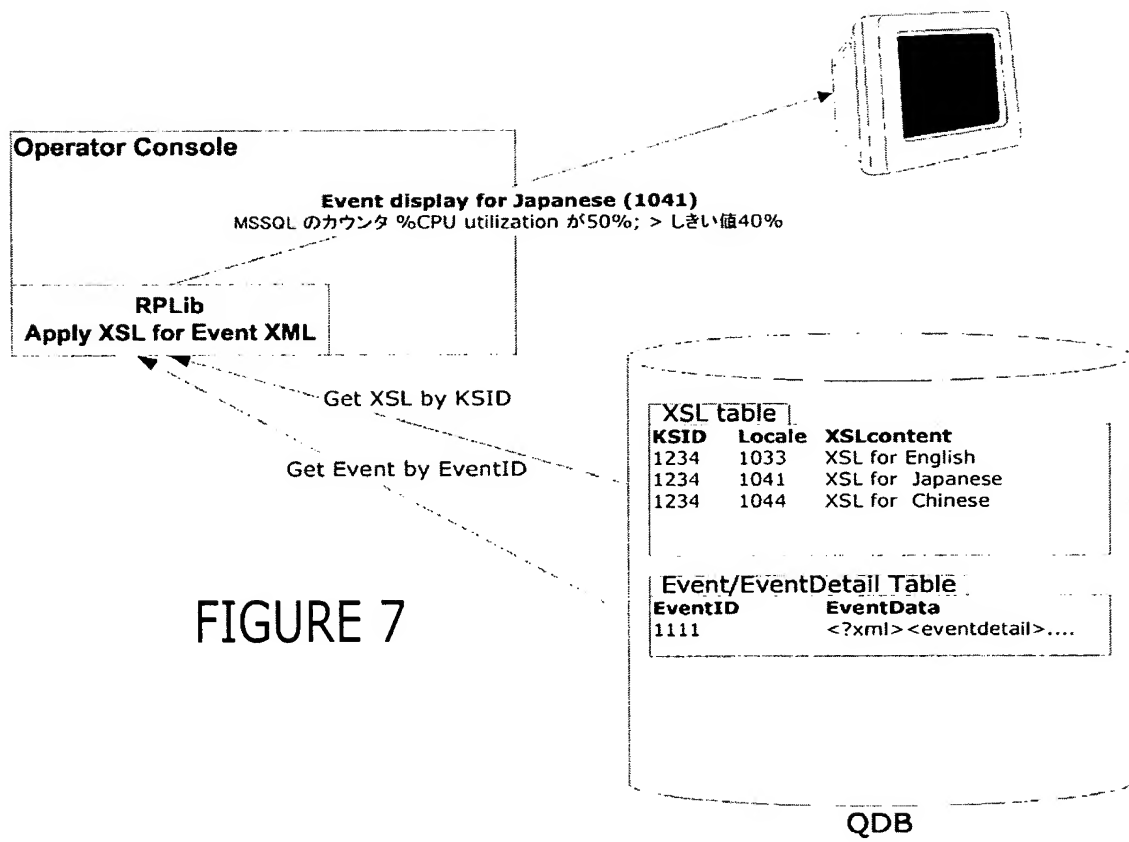 Operator Console
Event display for Japanese (1041)
MSSQL のカウンタ %CPU utilization が50%; > しきい値40%
RPLib
Apply XSL for Event XML
Get XSL by KSID
Get Event by EventID
XSL table
KSID Locale XSLcontent
1234 1033 XSL for English
1234 1041 XSL for Japanese
1234 1044 XSL for Chinese
Event/EventDetail Table
EventID EventData
1111 <?xml><eventdetail>....
FIGURE 7
QDB